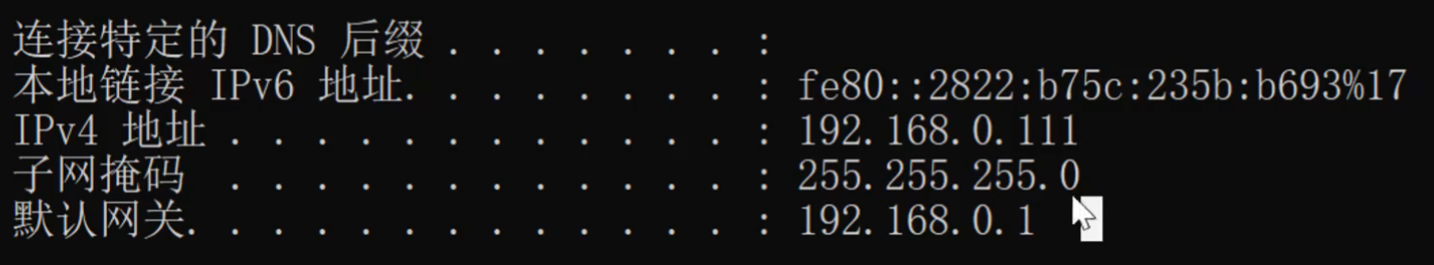 连接特定的 DNS 后缀 . . . . . . . :
本地链接 IPv6 地址. . . . . . . . : fe80::2822:b75c:235b:b693%17
IPv4 地址 . . . . . . . . . . . . : 192.168.0.111
子网掩码  . . . . . . . . . . . . : 255.255.255.0
默认网关. . . . . . . . . . . . . : 192.168.0.1